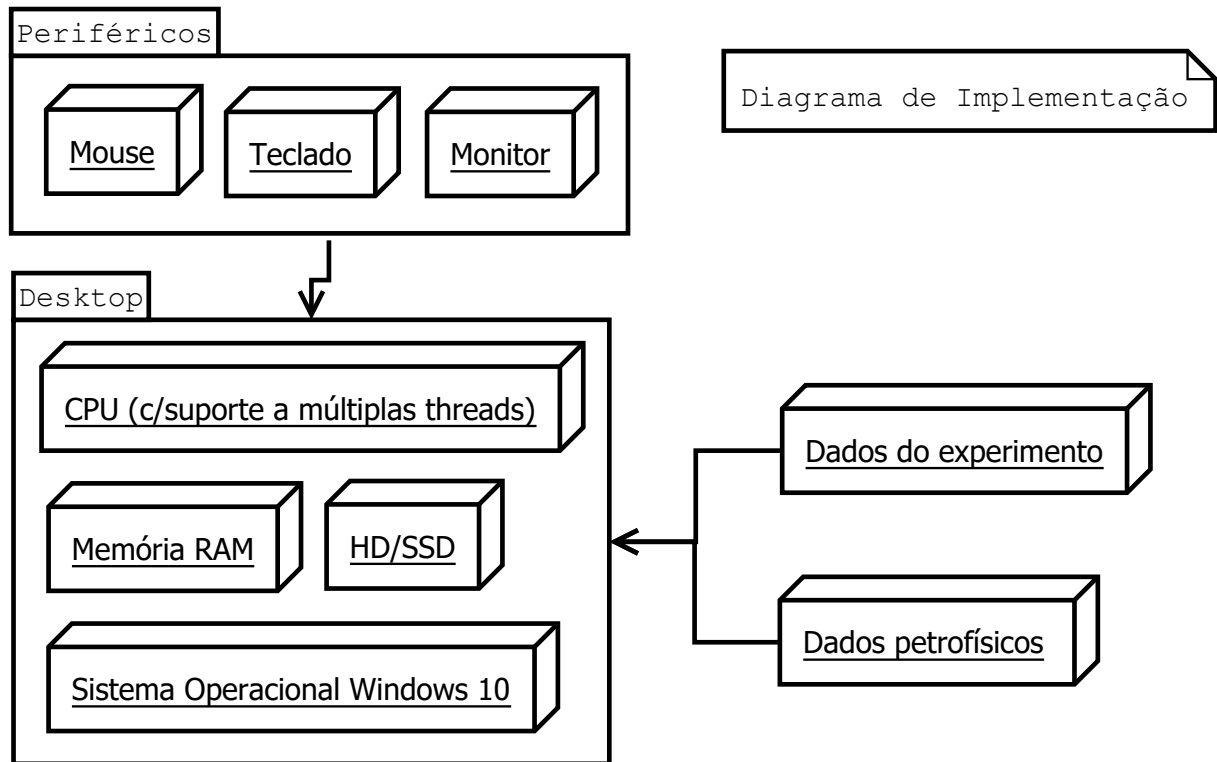 Periféricos
Diagrama de Implementação
Mouse
Teclado
Monitor
Desktop
CPU (c/suporte a múltiplas threads)
Dados do experimento
Memória RAM
HD/SSD
Dados petrofísicos
Sistema Operacional Windows 10